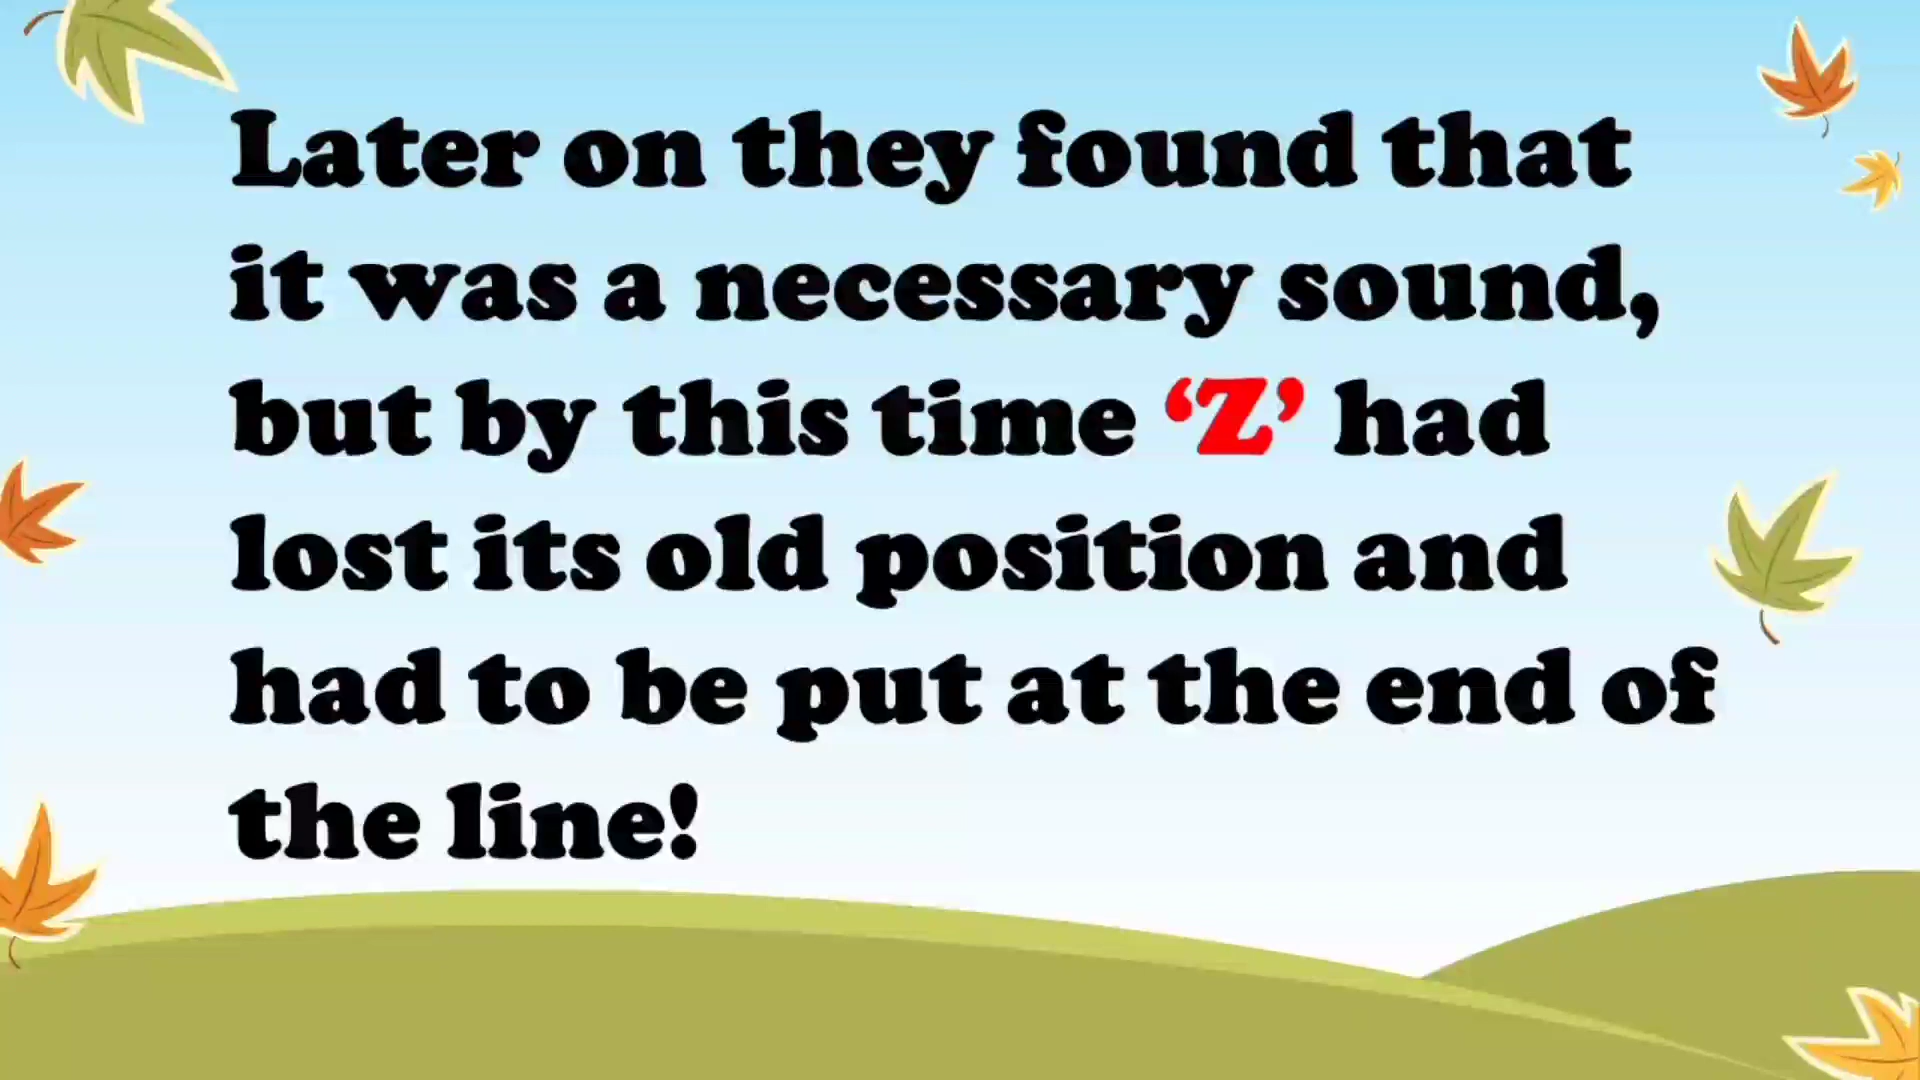 Later on they found that
it was a necessary sound,
but by this time ‘Z’ had
lost its old position and
had to be put at the end of
the line!